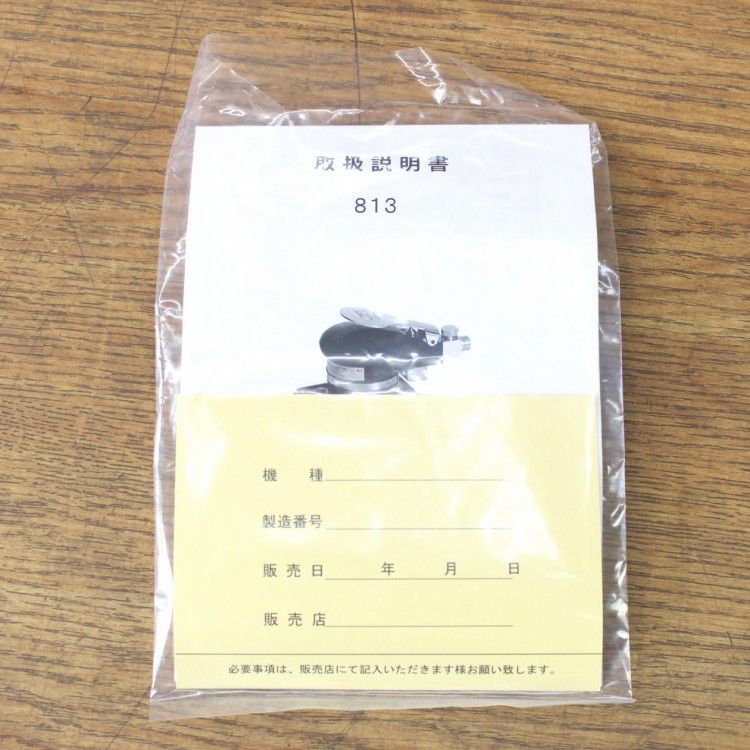 取扱説明書
813
機 種
製造番号
販売日 年 月 日
販売店
必要事項は、販売店にて記入いただきます様お願い致します。